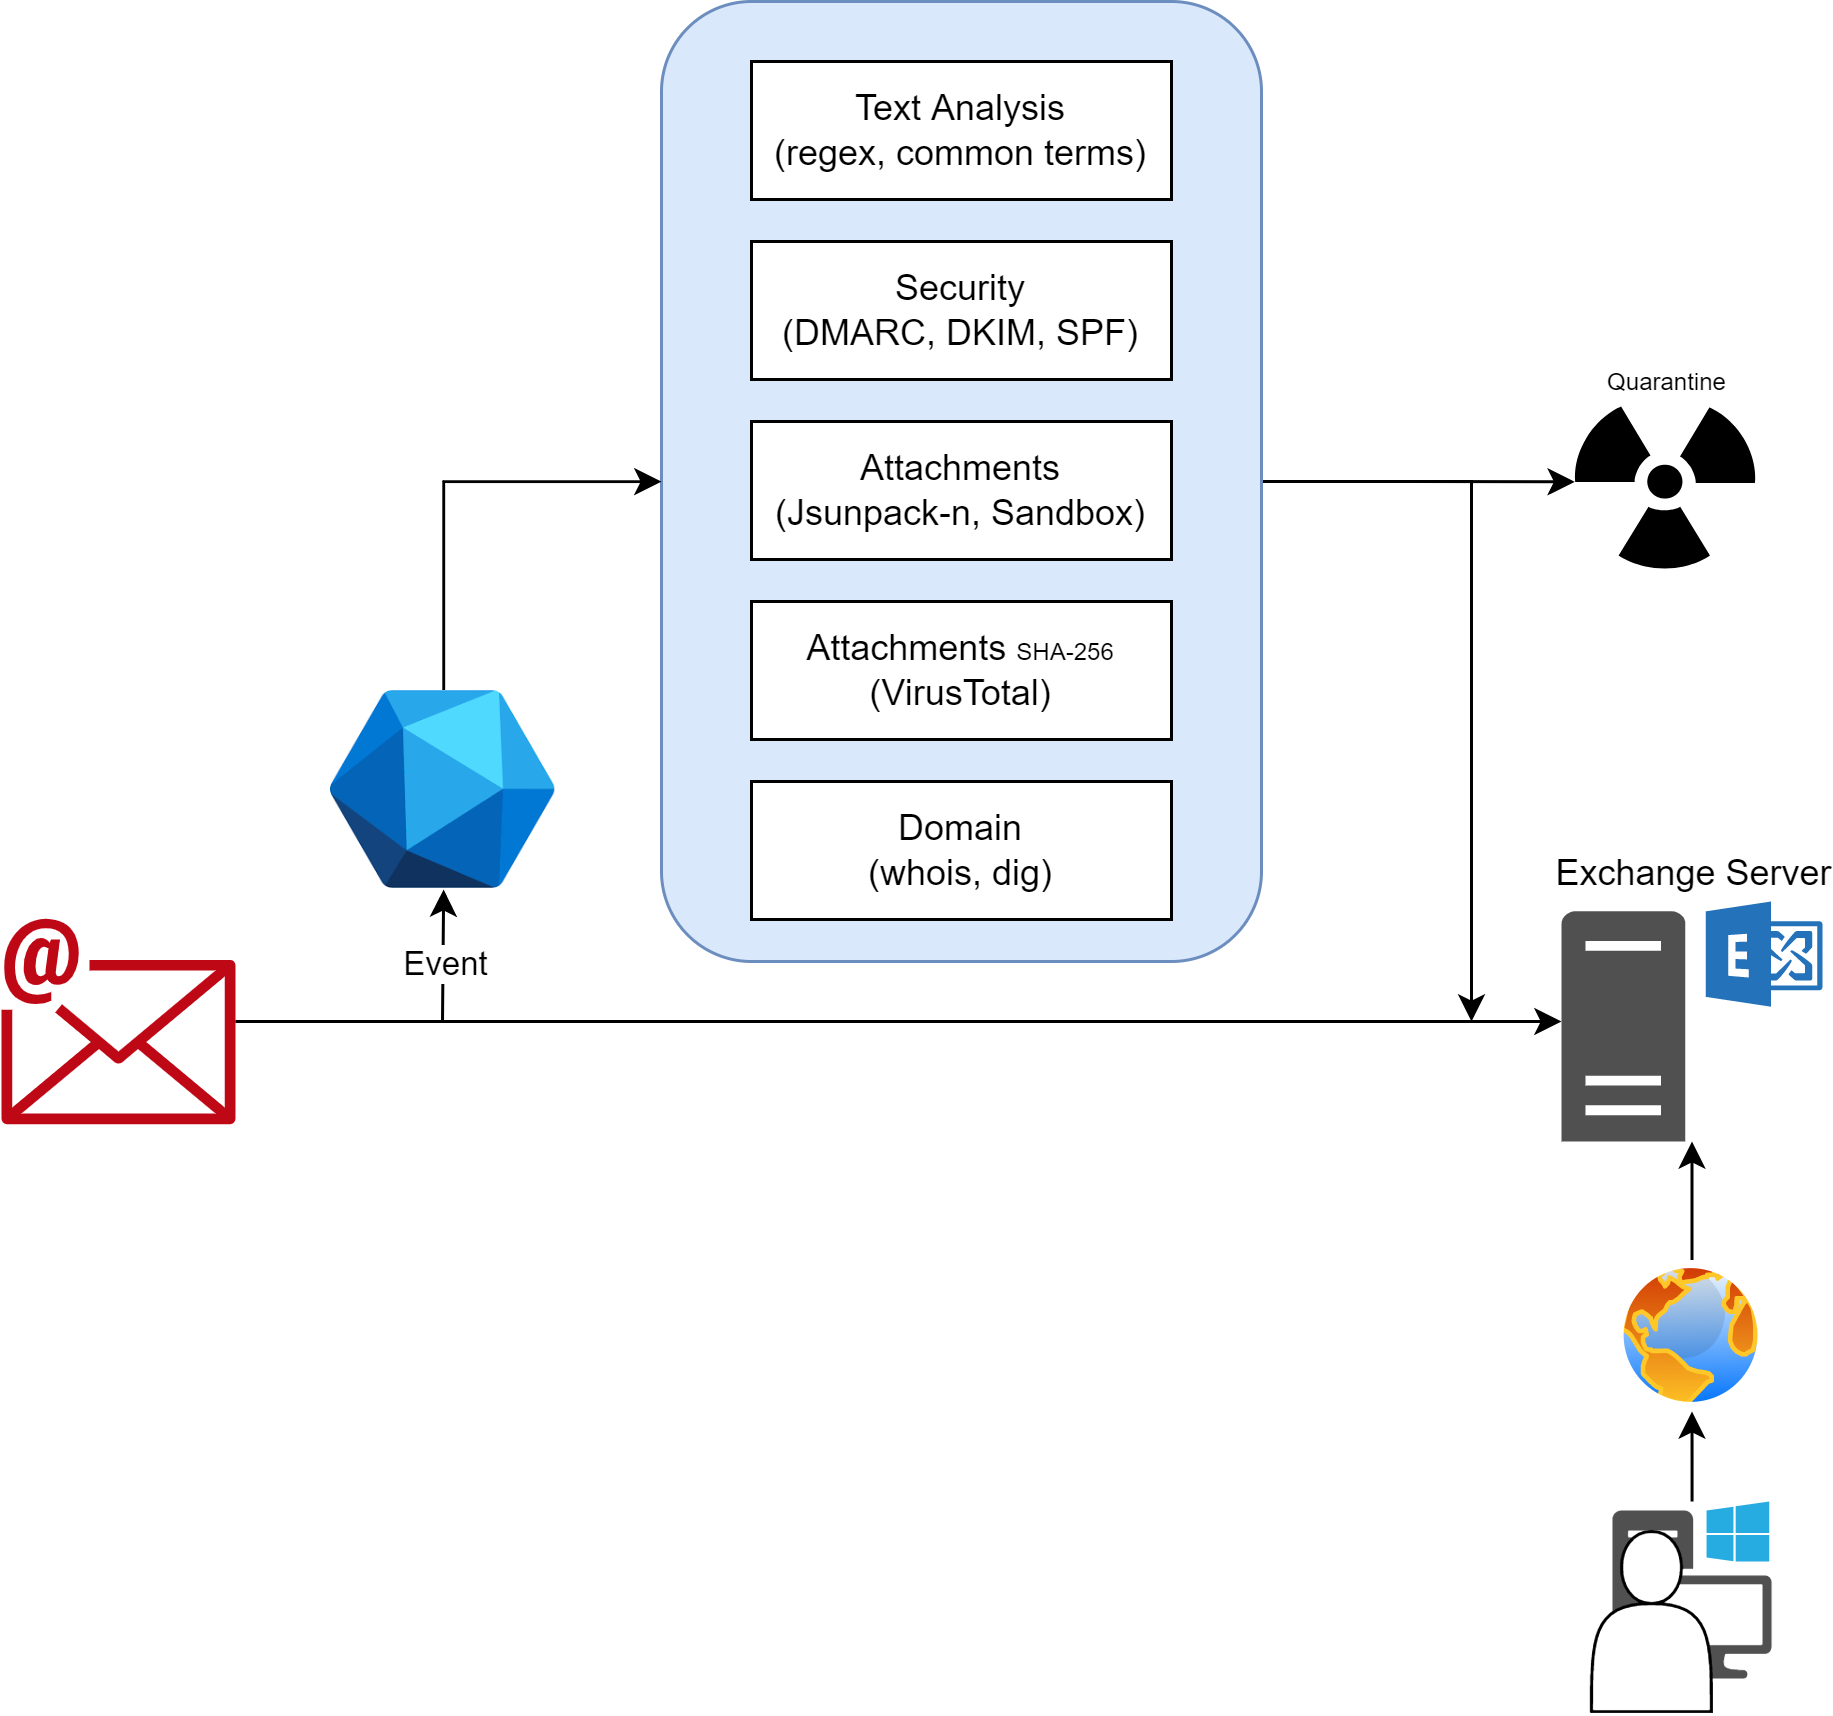 Text Analysis
(regex, common terms)
Security
(DMARC, DKIM, SPF)
Attachments
(Jsunpack-n, Sandbox)
Attachments SHA-256
(VirusTotal)
Domain
(whois, dig)
Quarantine
Event
Exchange Server
@
E